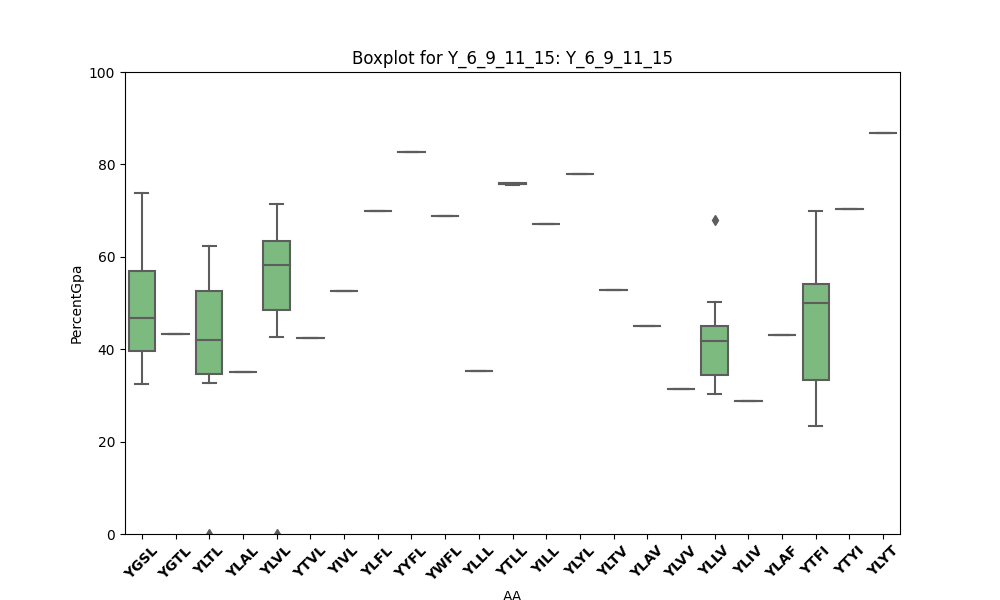 Boxplot for Y_6_9_11_15: Y_6_9_11_15
100
80
60
40
20
0
PercentGpa
YGSL YGTL YLTL YLAL YLVL YTVL YIVL YLFL YYFL YWFL YLLL YTLL YILL YLYL YLTV YLAV YLVV YLLV YLIV YLAF YTFI YTYI YLYT
AA